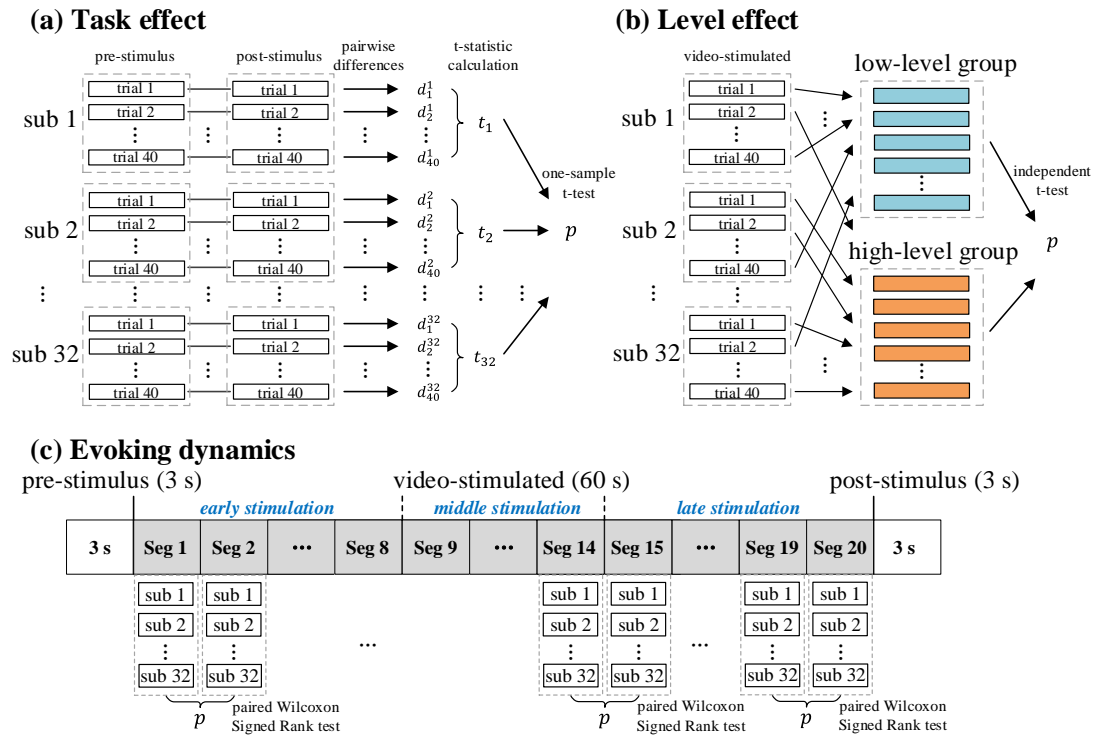 (a) Task effect
pre-stimulus
post-stimulus
pairwise
differences
t-statistic
calculation
sub 1
trial 1
trial 1
d_1^1
trial 2
trial 2
d_2^1
⋮
⋮
⋮
⋮
trial 40
trial 40
d_40^1
t_1
sub 2
trial 1
trial 1
d_1^2
trial 2
trial 2
d_2^2
⋮
⋮
⋮
⋮
trial 40
trial 40
d_40^2
t_2
one-sample
t-test
p
⋮
⋮
⋮
⋮
⋮
⋮
⋮
sub 32
trial 1
trial 1
d_1^32
trial 2
trial 2
d_2^32
⋮
⋮
⋮
⋮
trial 40
trial 40
d_40^32
t_32
(b) Level effect
video-stimulated
sub 1
trial 1
trial 2
⋮
trial 40
sub 2
trial 1
trial 2
⋮
trial 40
⋮
⋮
sub 32
trial 1
trial 2
⋮
trial 40
⋮
⋮
low-level group
⋮
high-level group
⋮
independent
t-test
p
(c) Evoking dynamics
pre-stimulus (3 s)
video-stimulated (60 s)
post-stimulus (3 s)
early stimulation
middle stimulation
late stimulation
3 s
Seg 1
Seg 2
···
Seg 8
Seg 9
···
Seg 14
Seg 15
···
Seg 19
Seg 20
3 s
sub 1
sub 1
sub 1
sub 1
sub 1
sub 1
sub 2
sub 2
sub 2
sub 2
sub 2
sub 2
⋮
⋮
···
⋮
⋮
···
⋮
⋮
sub 32
sub 32
sub 32
sub 32
sub 32
sub 32
p
paired Wilcoxon
Signed Rank test
p
paired Wilcoxon
Signed Rank test
p
paired Wilcoxon
Signed Rank test